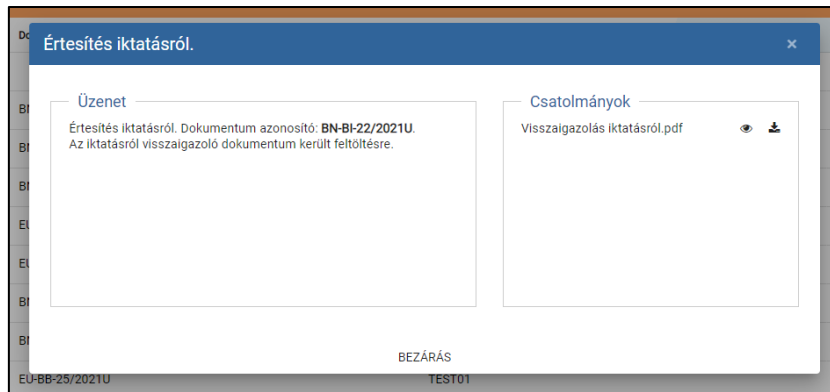 Értesítés iktatásról.
×
Üzenet
Értesítés iktatásról. Dokumentum azonosító: BN-BI-22/2021U.
Az iktatásról visszaigazoló dokumentum került feltöltésre.
Csatolmányok
Visszaigazolás iktatásról.pdf
BEZÁRÁS
EÜ-BB-25/2021U TEST01